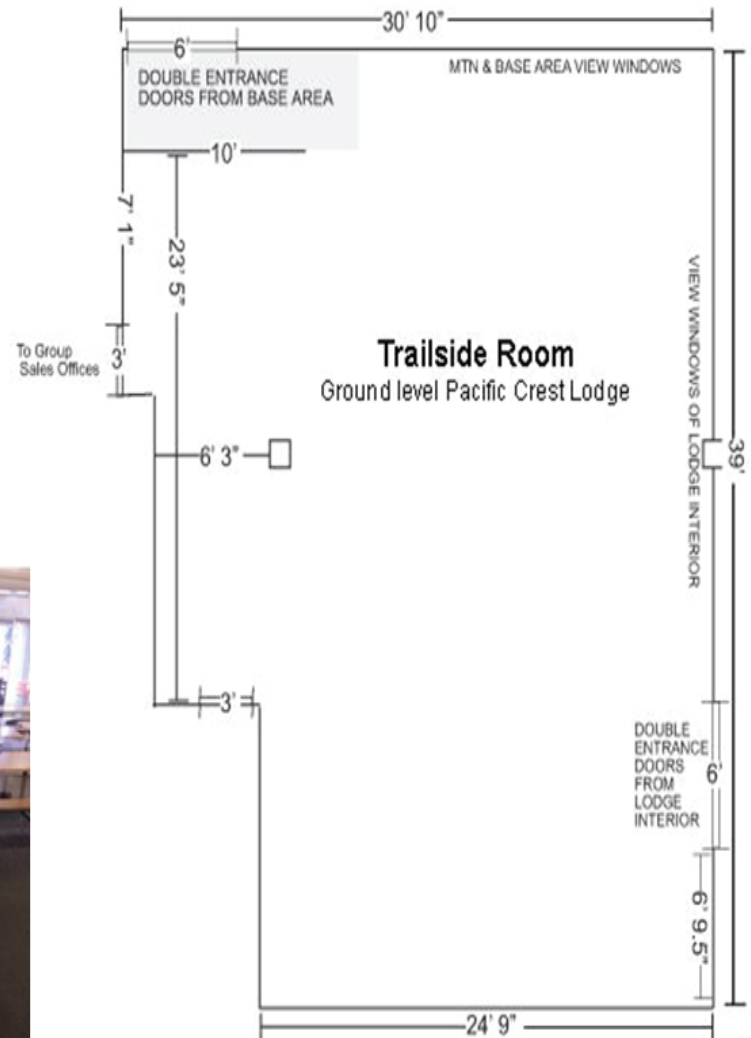 30' 10"
6'
MTN & BASE AREA VIEW WINDOWS
DOUBLE ENTRANCE
DOORS FROM BASE AREA
10'
7' 1"
23' 5"
VIEW WINDOWS OF LODGE INTERIOR
To Group
Sales Offices
3'
Trailside Room
Ground level Pacific Crest Lodge
6' 3"
39'
3'
DOUBLE
ENTRANCE
DOORS
FROM
LODGE
INTERIOR
6'
6' 9.5"
24' 9"